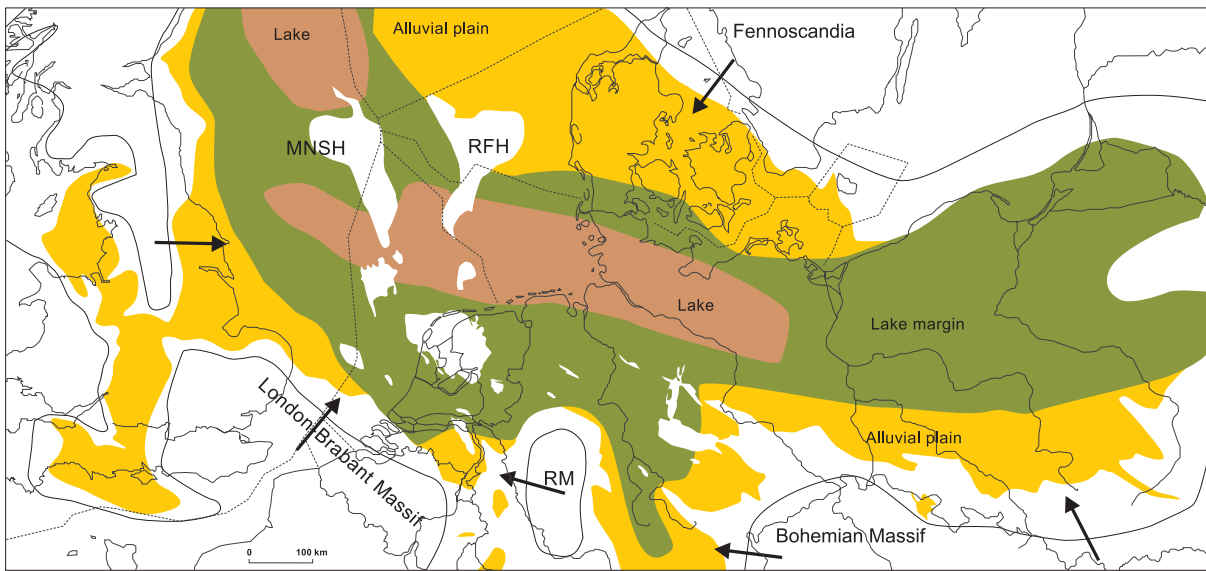 Lake
Alluvial plain
Fennoscandia
MNSH
RFH
Lake
Lake margin
London-Brabant Massif
Alluvial plain
RM
Bohemian Massif
0
100 km